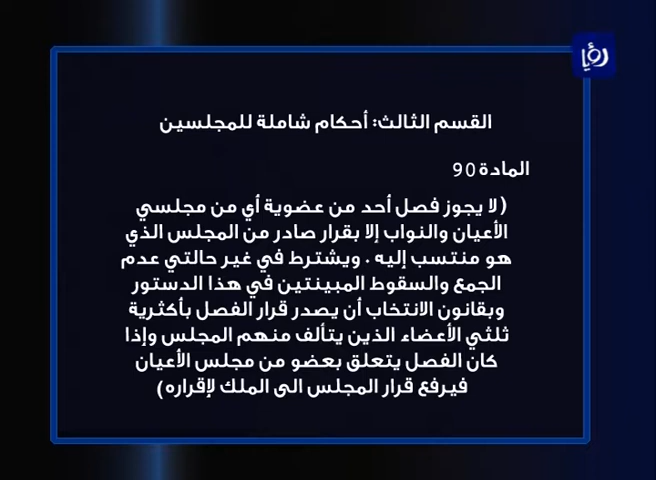 رؤيا
القسم الثالث: أحكام شاملة للمجلسين
المادة 90
(لا يجوز فصل أحد من عضوية أي من مجلسي
الأعيان والنواب إلا بقرار صادر من المجلس الذي
هو منتسب إليه . ويشترط في غير حالتي عدم
الجمع والسقوط المبينتين في هذا الدستور
وبقانون الانتخاب أن يصدر قرار الفصل بأكثرية
ثلثي الأعضاء الذين يتألف منهم المجلس وإذا
كان الفصل يتعلق بعضو من مجلس الأعيان
فيرفع قرار المجلس الى الملك لإقراره)